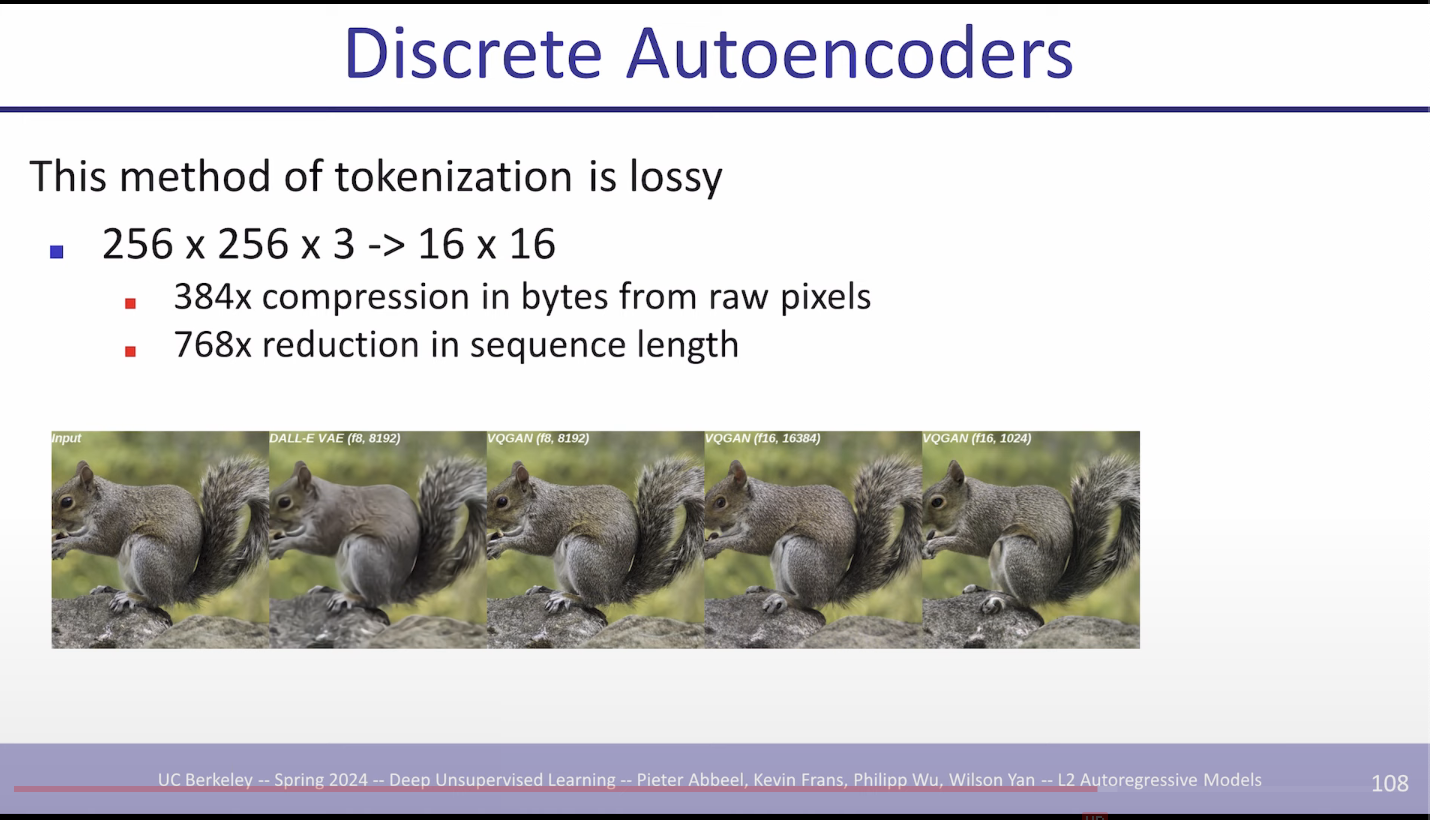 Discrete Autoencoders
This method of tokenization is lossy
256 x 256 x 3 -> 16 x 16
384x compression in bytes from raw pixels
768x reduction in sequence length
Input
DALL-E VAE (f8, 8192)
VQGAN (f8, 8192)
VQGAN (f16, 16384)
VQGAN (f16, 1024)
UC Berkeley -- Spring 2024 -- Deep Unsupervised Learning -- Pieter Abbeel, Kevin Frans, Philipp Wu, Wilson Yan -- L2 Autoregressive Models
108